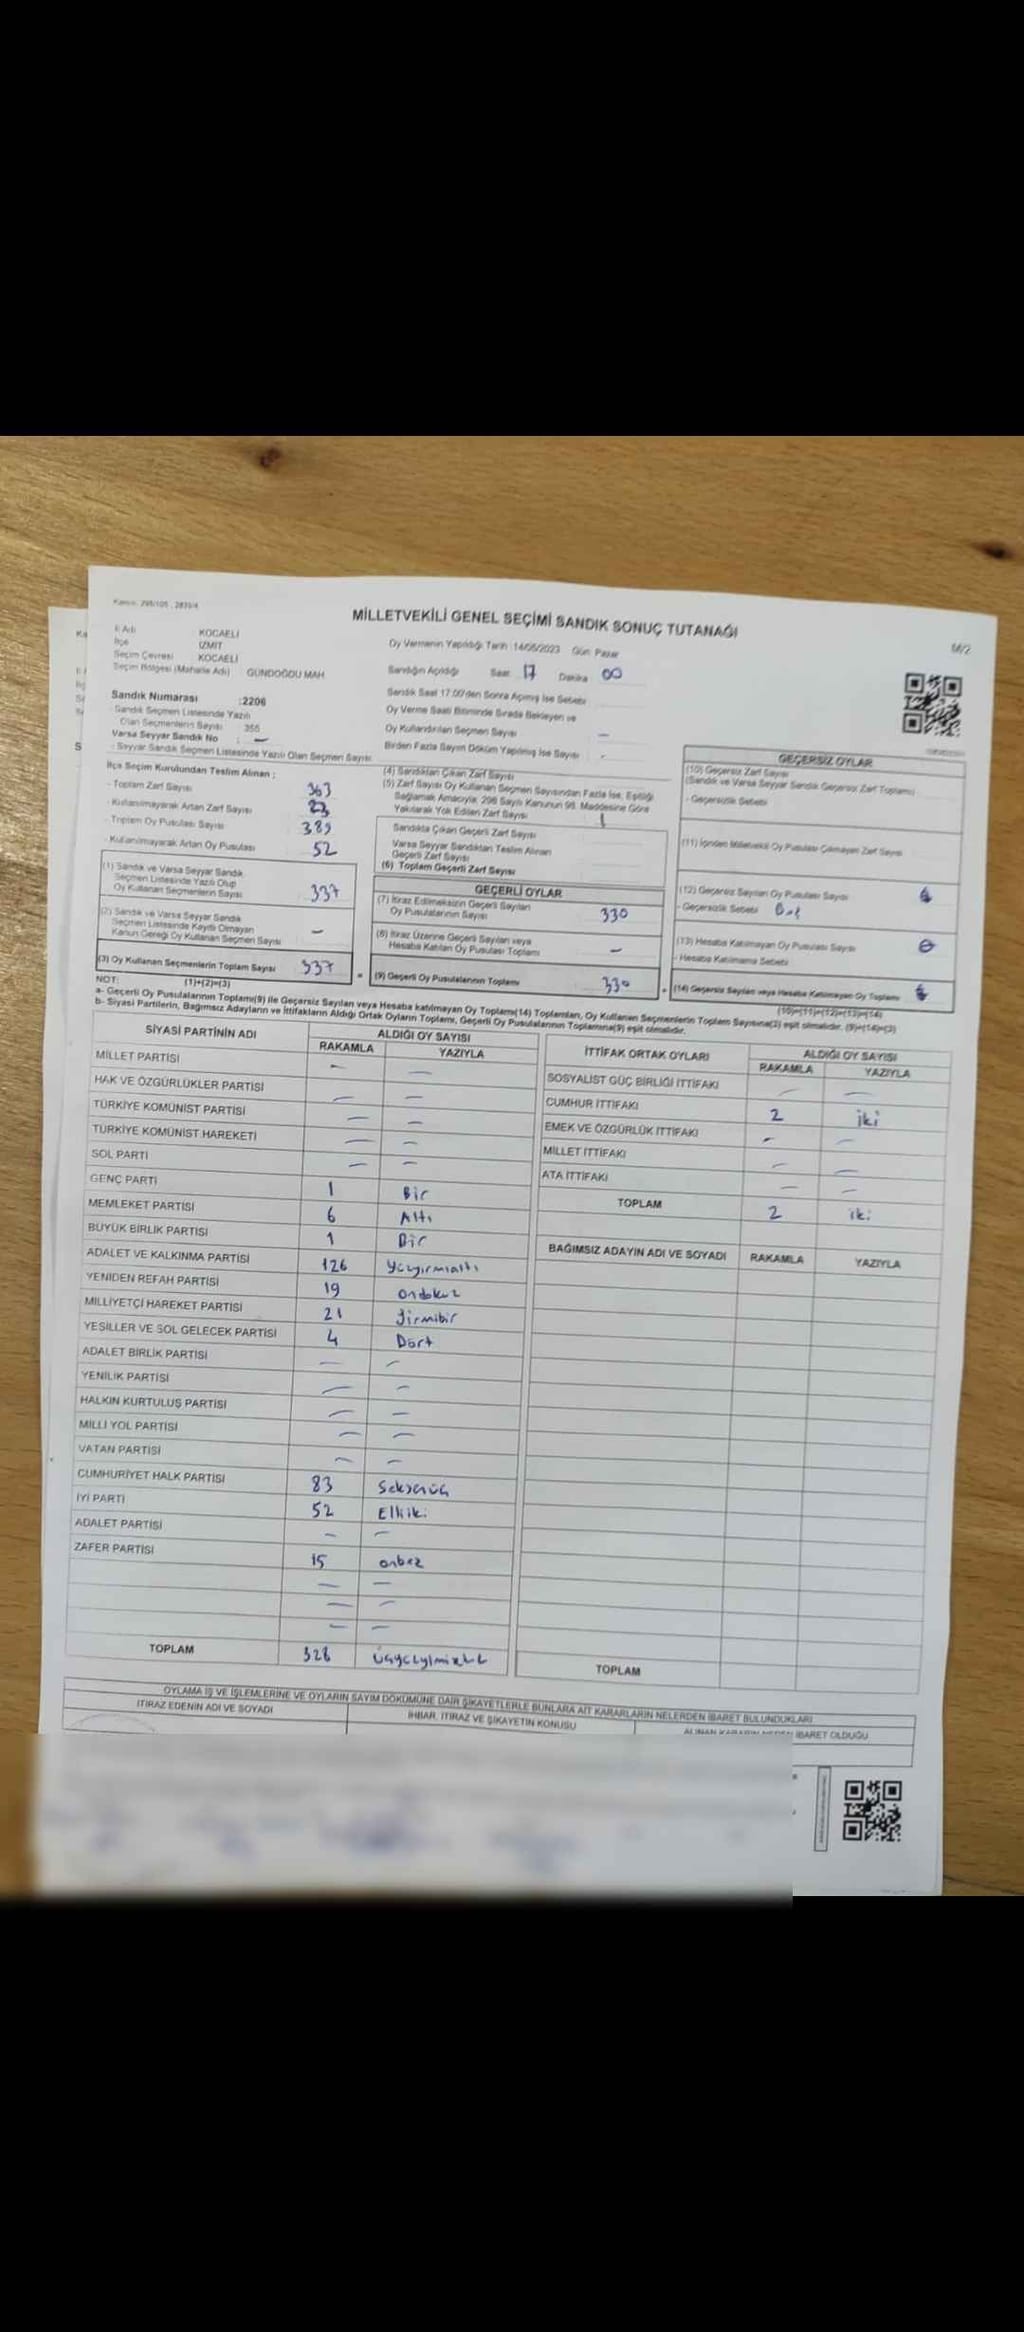 Kanun: 298/105 , 2839/4
MİLLETVEKİLİ GENEL SEÇİMİ SANDIK SONUÇ TUTANAĞI
M/2
İl Adı KOCAELİ
İlçe İZMİT
Seçim Çevresi KOCAELİ
Seçim Bölgesi (Mahalle Adı) GÜNDOĞDU MAH
Sandık Numarası :2206
Sandık Seçmen Listesinde Yazılı
Olan Seçmenlerin Sayısı 355
Varsa Seyyar Sandık No : —
- Seyyar Sandık Seçmen Listesinde Yazılı Olan Seçmen Sayısı
Oy Vermenin Yapıldığı Tarih :14/05/2023 Gün: Pazar
Sandığın Açıldığı Saat 17 Dakika 00
Sandık Saat 17.00'den Sonra Açılmış İse Sebebi
Oy Verme Saati Bitiminde Sırada Bekleyen ve
Oy Kullandırılan Seçmen Sayısı —
Birden Fazla Sayım Döküm Yapılmış İse Sayısı -
İlçe Seçim Kurulundan Teslim Alınan ;
- Toplam Zarf Sayısı 363
- Kullanılmayarak Artan Zarf Sayısı
- Toplam Oy Pusulası Sayısı 389
- Kullanılmayarak Artan Oy Pusulası 52
(1) Sandık ve Varsa Seyyar Sandık
Seçmen Listesinde Yazılı Olup
Oy Kullanan Seçmenlerin Sayısı 337
(2) Sandık ve Varsa Seyyar Sandık
Seçmen Listesinde Kayıtlı Olmayan
Kanun Gereği Oy Kullanan Seçmen Sayısı —
(3) Oy Kullanan Seçmenlerin Toplam Sayısı 337
(1)+(2)=(3)
(4) Sandıktan Çıkan Zarf Sayısı
(5) Zarf Sayısı Oy Kullanan Seçmen Sayısından Fazla İse, Eşitliği
Sağlamak Amacıyla, 298 Sayılı Kanunun 98. Maddesine Göre
Yakılarak Yok Edilen Zarf Sayısı
Sandıkta Çıkan Geçerli Zarf Sayısı
Varsa Seyyar Sandıktan Teslim Alınan
Geçerli Zarf Sayısı
(6) Toplam Geçerli Zarf Sayısı
GEÇERLİ OYLAR
(7) İtiraz Edilmeksizin Geçerli Sayılan
Oy Pusulalarının Sayısı 330
(8) İtiraz Üzerine Geçerli Sayılan veya
Hesaba Katılan Oy Pusulası Toplamı —
= (9) Geçerli Oy Pusulalarının Toplamı 330
GEÇERSİZ OYLAR
(10) Geçersiz Zarf Sayısı
(Sandık ve Varsa Seyyar Sandık Geçersiz Zarf Toplamı)
- Geçersizlik Sebebi
(11) İçinden Milletvekili Oy Pusulası Çıkmayan Zarf Sayısı
(12) Geçersiz Sayılan Oy Pusulası Sayısı
- Geçersizlik Sebebi
(13) Hesaba Katılmayan Oy Pusulası Sayısı
- Hesaba Katılmama Sebebi
(14) Geçersiz Sayılan veya Hesaba Katılmayan Oy Toplamı
(10)+(11)+(12)+(13)=(14)
NOT:
a- Geçerli Oy Pusulalarının Toplamı(9) ile Geçersiz Sayılan veya Hesaba katılmayan Oy Toplamı(14) Toplamları, Oy Kullanan Seçmenlerin Toplam Sayısına(3) eşit olmalıdır. (9)+(14)=(3)
b- Siyasi Partilerin, Bağımsız Adayların ve İttifakların Aldığı Ortak Oyların Toplamı, Geçerli Oy Pusulalarının Toplamına(9) eşit olmalıdır.
SİYASİ PARTİNİN ADI ALDIĞI OY SAYISI
RAKAMLA YAZIYLA
MİLLET PARTİSİ — —
HAK VE ÖZGÜRLÜKLER PARTİSİ — —
TÜRKİYE KOMÜNİST PARTİSİ — —
TÜRKİYE KOMÜNİST HAREKETİ — —
SOL PARTİ — —
GENÇ PARTİ 1 Bir
MEMLEKET PARTİSİ 6 Altı
BÜYÜK BİRLİK PARTİSİ 1 Bir
ADALET VE KALKINMA PARTİSİ 126 Yüzyirmialtı
YENİDEN REFAH PARTİSİ 19 ondokuz
MİLLİYETÇİ HAREKET PARTİSİ 21 Yirmibir
YEŞİLLER VE SOL GELECEK PARTİSİ 4 Dört
ADALET BİRLİK PARTİSİ — —
YENİLİK PARTİSİ — —
HALKIN KURTULUŞ PARTİSİ — —
MİLLİ YOL PARTİSİ — —
VATAN PARTİSİ — —
CUMHURİYET HALK PARTİSİ 83 Seksenüç
İYİ PARTİ 52 Elliiki
ADALET PARTİSİ — —
ZAFER PARTİSİ 15 onbeş
— —
— —
— —
TOPLAM 328
İTTİFAK ORTAK OYLARI ALDIĞI OY SAYISI
RAKAMLA YAZIYLA
SOSYALİST GÜÇ BİRLİĞİ İTTİFAKI — —
CUMHUR İTTİFAKI 2 iki
EMEK VE ÖZGÜRLÜK İTTİFAKI - —
MİLLET İTTİFAKI — —
ATA İTTİFAKI — —
TOPLAM 2 iki
BAĞIMSIZ ADAYIN ADI VE SOYADI RAKAMLA YAZIYLA
TOPLAM
OYLAMA İŞ VE İŞLEMLERİNE VE OYLARIN SAYIM DÖKÜMÜNE DAİR ŞİKAYETLERLE BUNLARA AİT KARARLARIN NELERDEN İBARET BULUNDUKLARI
İTİRAZ EDENİN ADI VE SOYADI İHBAR, İTİRAZ VE ŞİKAYETİN KONUSU ALINAN KARARIN NEDEN İBARET OLDUĞU